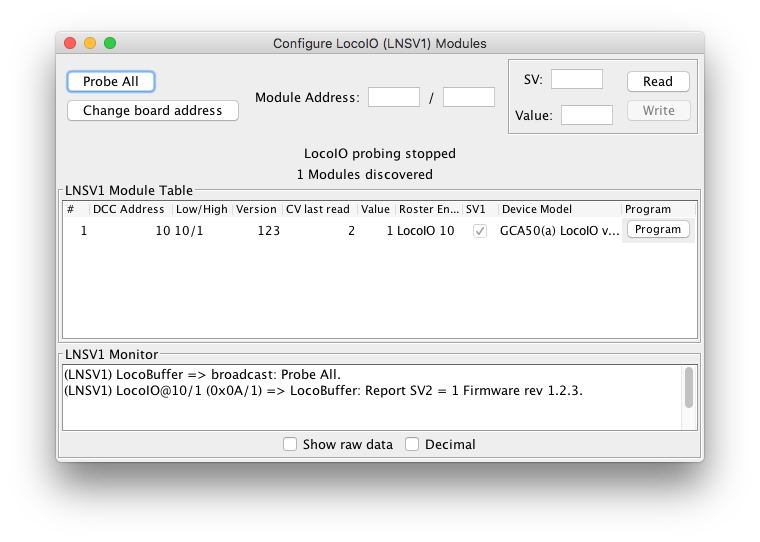 Configure LocoIO (LNSV1) Modules
Probe All
Change board address
Module Address:
/
SV:
Read
Value:
Write
LocoIO probing stopped
1 Modules discovered
LNSV1 Module Table
# DCC Address Low/High Version CV last read Value Roster En... SV1 Device Model Program
1 10 10/1 123 2 1 LocoIO 10 GCA50(a) LocoIO v... Program
LNSV1 Monitor
(LNSV1) LocoBuffer => broadcast: Probe All.
(LNSV1) LocoIO@10/1 (0x0A/1) => LocoBuffer: Report SV2 = 1 Firmware rev 1.2.3.
Show raw data Decimal